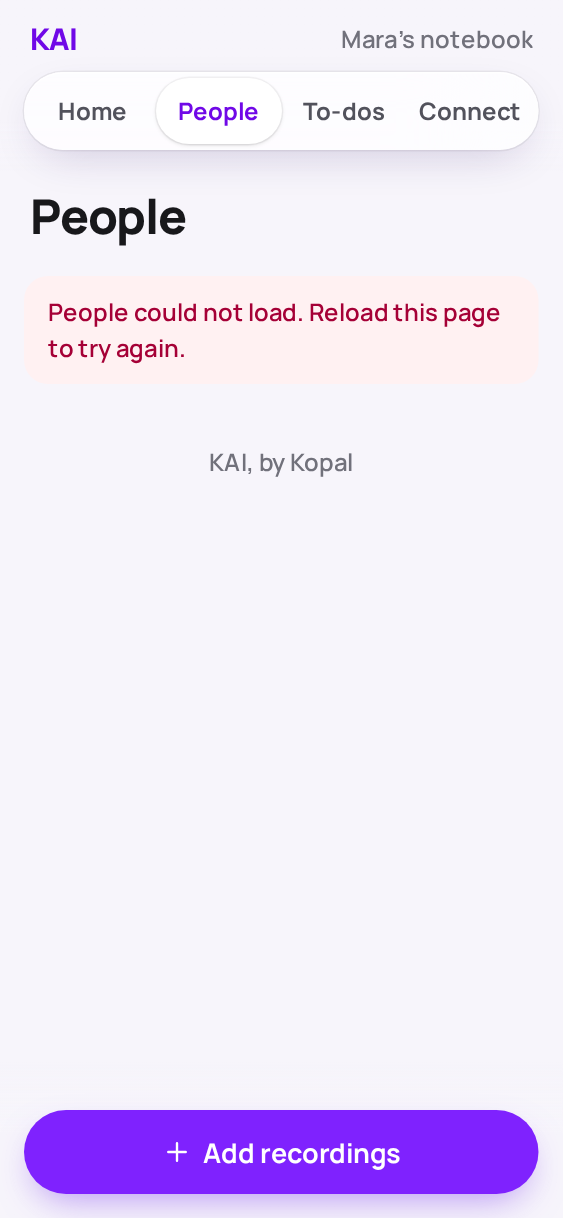 KAI
Mara’s notebook
Home
People
To-dos
Connect
People
People could not load. Reload this page
to try again.
KAI, by Kopal
+ Add recordings